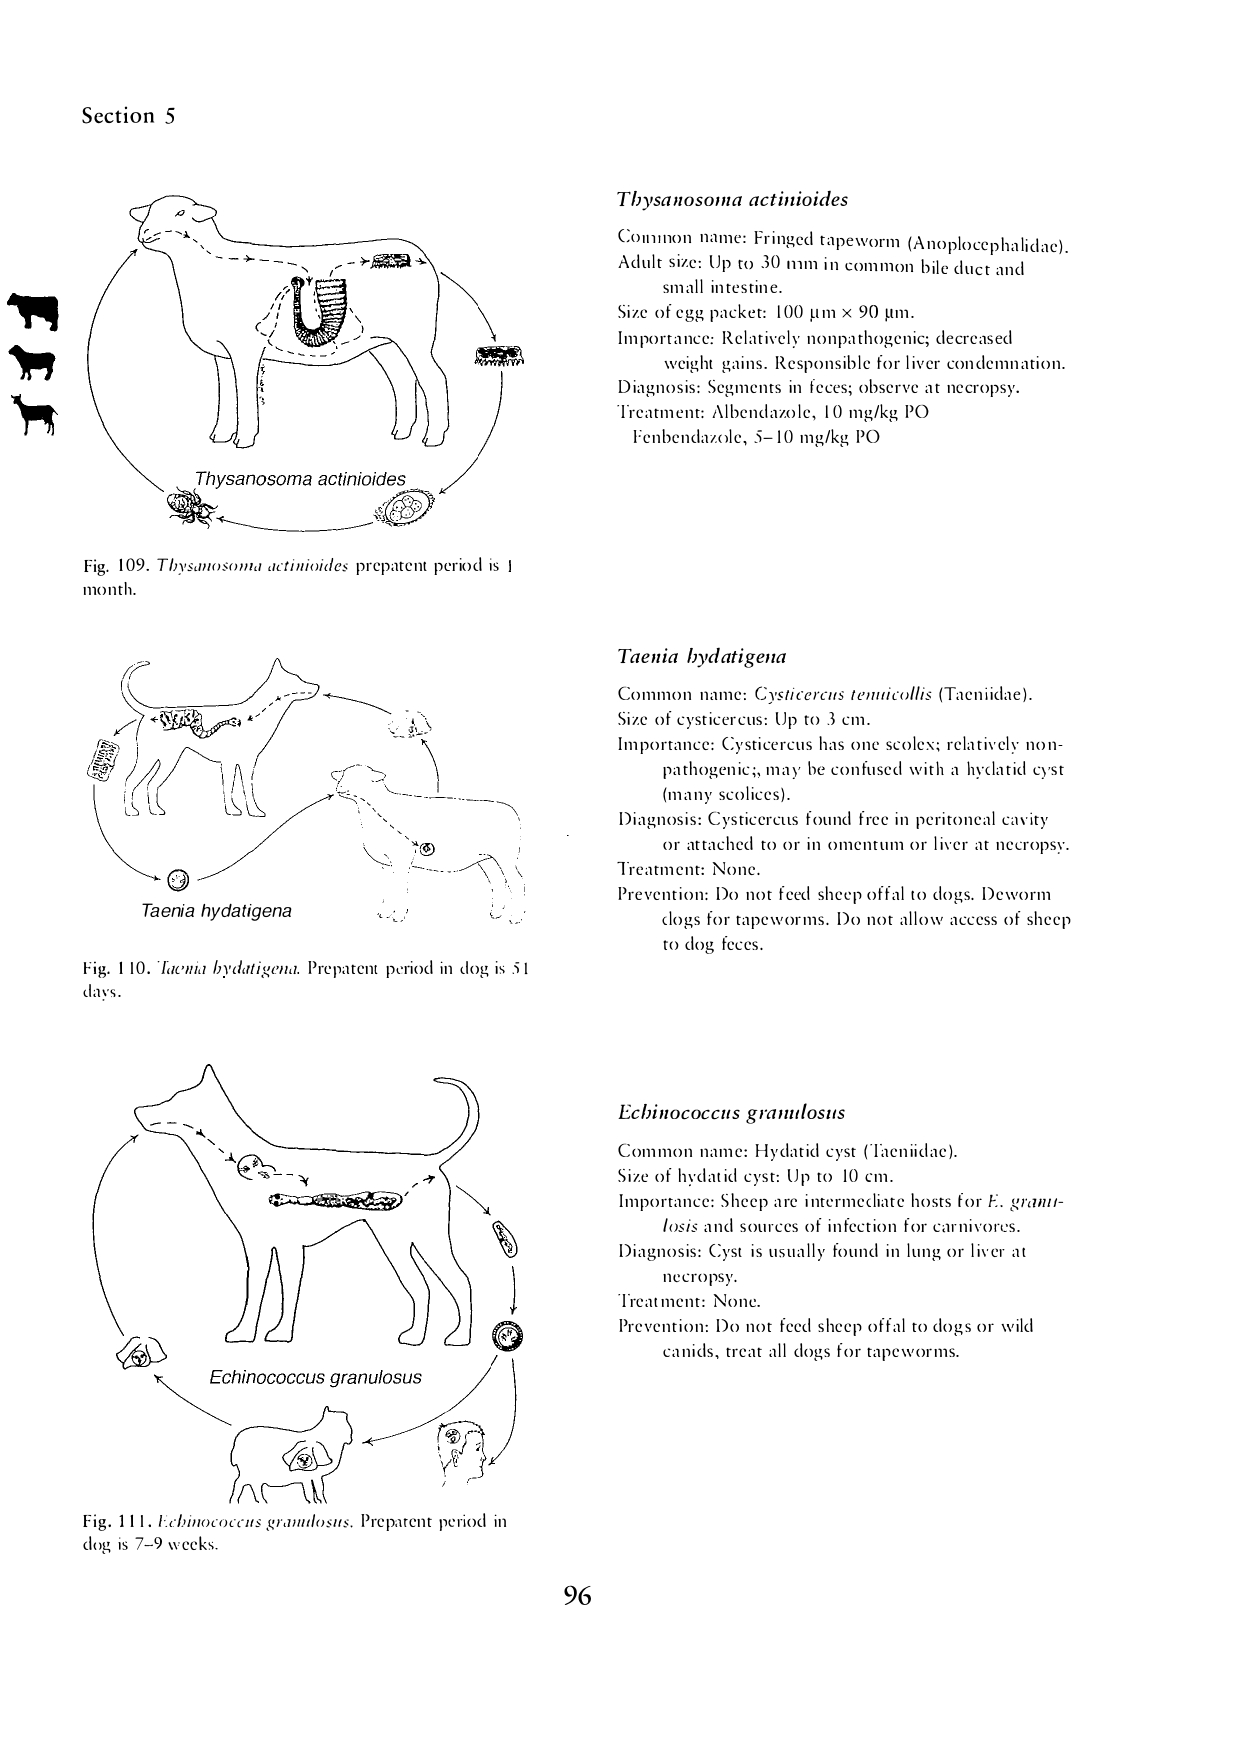 Section 5
Thysanosoma actinioides
Fig. 109. Thysanosoma actinioides prepatent period is 1
month.
Thysanosoma actinioides
Common name: Fringed tapeworm (Anoplocephalidae).
Adult size: Up to 30 mm in common bile duct and
small intestine.
Size of egg packet: 100 µm × 90 µm.
Importance: Relatively nonpathogenic; decreased
weight gains. Responsible for liver condemnation.
Diagnosis: Segments in feces; observe at necropsy.
Treatment: Albendazole, 10 mg/kg PO
Fenbendazole, 5–10 mg/kg PO
Taenia hydatigena
Fig. 110. Taenia hydatigena. Prepatent period in dog is 51
days.
Taenia hydatigena
Common name: Cysticercus tenuicollis (Taeniidae).
Size of cysticercus: Up to 3 cm.
Importance: Cysticercus has one scolex; relatively non-
pathogenic;, may be confused with a hydatid cyst
(many scolices).
Diagnosis: Cysticercus found free in peritoneal cavity
or attached to or in omentum or liver at necropsy.
Treatment: None.
Prevention: Do not feed sheep offal to dogs. Deworm
dogs for tapeworms. Do not allow access of sheep
to dog feces.
Echinococcus granulosus
Fig. 111. Echinococcus granulosus. Prepatent period in
dog is 7–9 weeks.
Echinococcus granulosus
Common name: Hydatid cyst (Taeniidae).
Size of hydatid cyst: Up to 10 cm.
Importance: Sheep are intermediate hosts for E. granu-
losis and sources of infection for carnivores.
Diagnosis: Cyst is usually found in lung or liver at
necropsy.
Treatment: None.
Prevention: Do not feed sheep offal to dogs or wild
canids, treat all dogs for tapeworms.
96